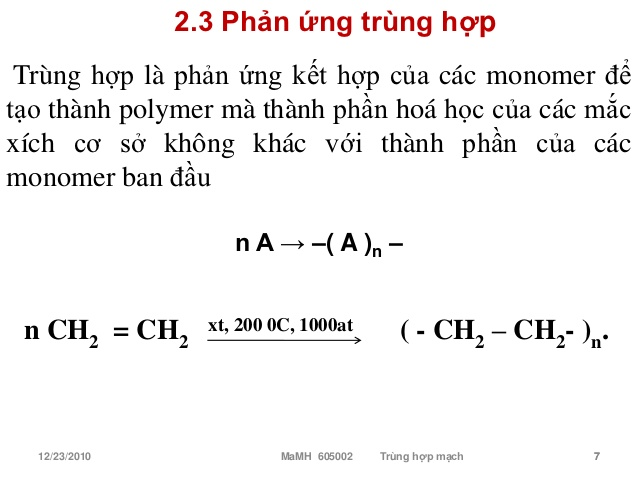 2.3 Phản ứng trùng hợp
Trùng hợp là phản ứng kết hợp của các monomer để
tạo thành polymer mà thành phần hoá học của các mắc
xích cơ sở không khác với thành phần của các
monomer ban đầu
n A → –( A )n –
n CH2 = CH2 xt, 200 0C, 1000at ( - CH2 – CH2- )n.
12/23/2010 MaMH 605002 Trùng hợp mạch 7